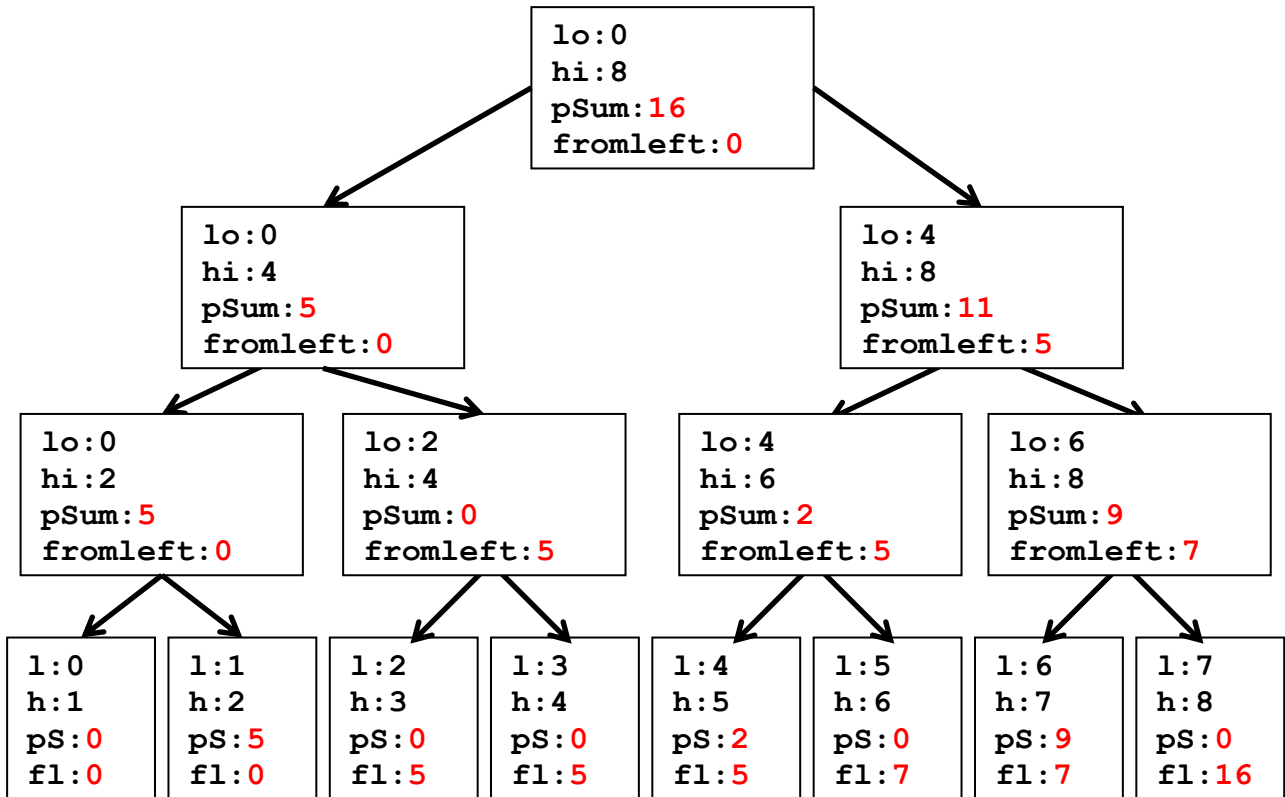 lo:0
hi:8
pSum:16
fromleft:0
lo:0
hi:4
pSum:5
fromleft:0
lo:4
hi:8
pSum:11
fromleft:5
lo:0
hi:2
pSum:5
fromleft:0
lo:2
hi:4
pSum:0
fromleft:5
lo:4
hi:6
pSum:2
fromleft:5
lo:6
hi:8
pSum:9
fromleft:7
l:0
h:1
pS:0
fl:0
l:1
h:2
pS:5
fl:0
l:2
h:3
pS:0
fl:5
l:3
h:4
pS:0
fl:5
l:4
h:5
pS:2
fl:5
l:5
h:6
pS:0
fl:7
l:6
h:7
pS:9
fl:7
l:7
h:8
pS:0
fl:16